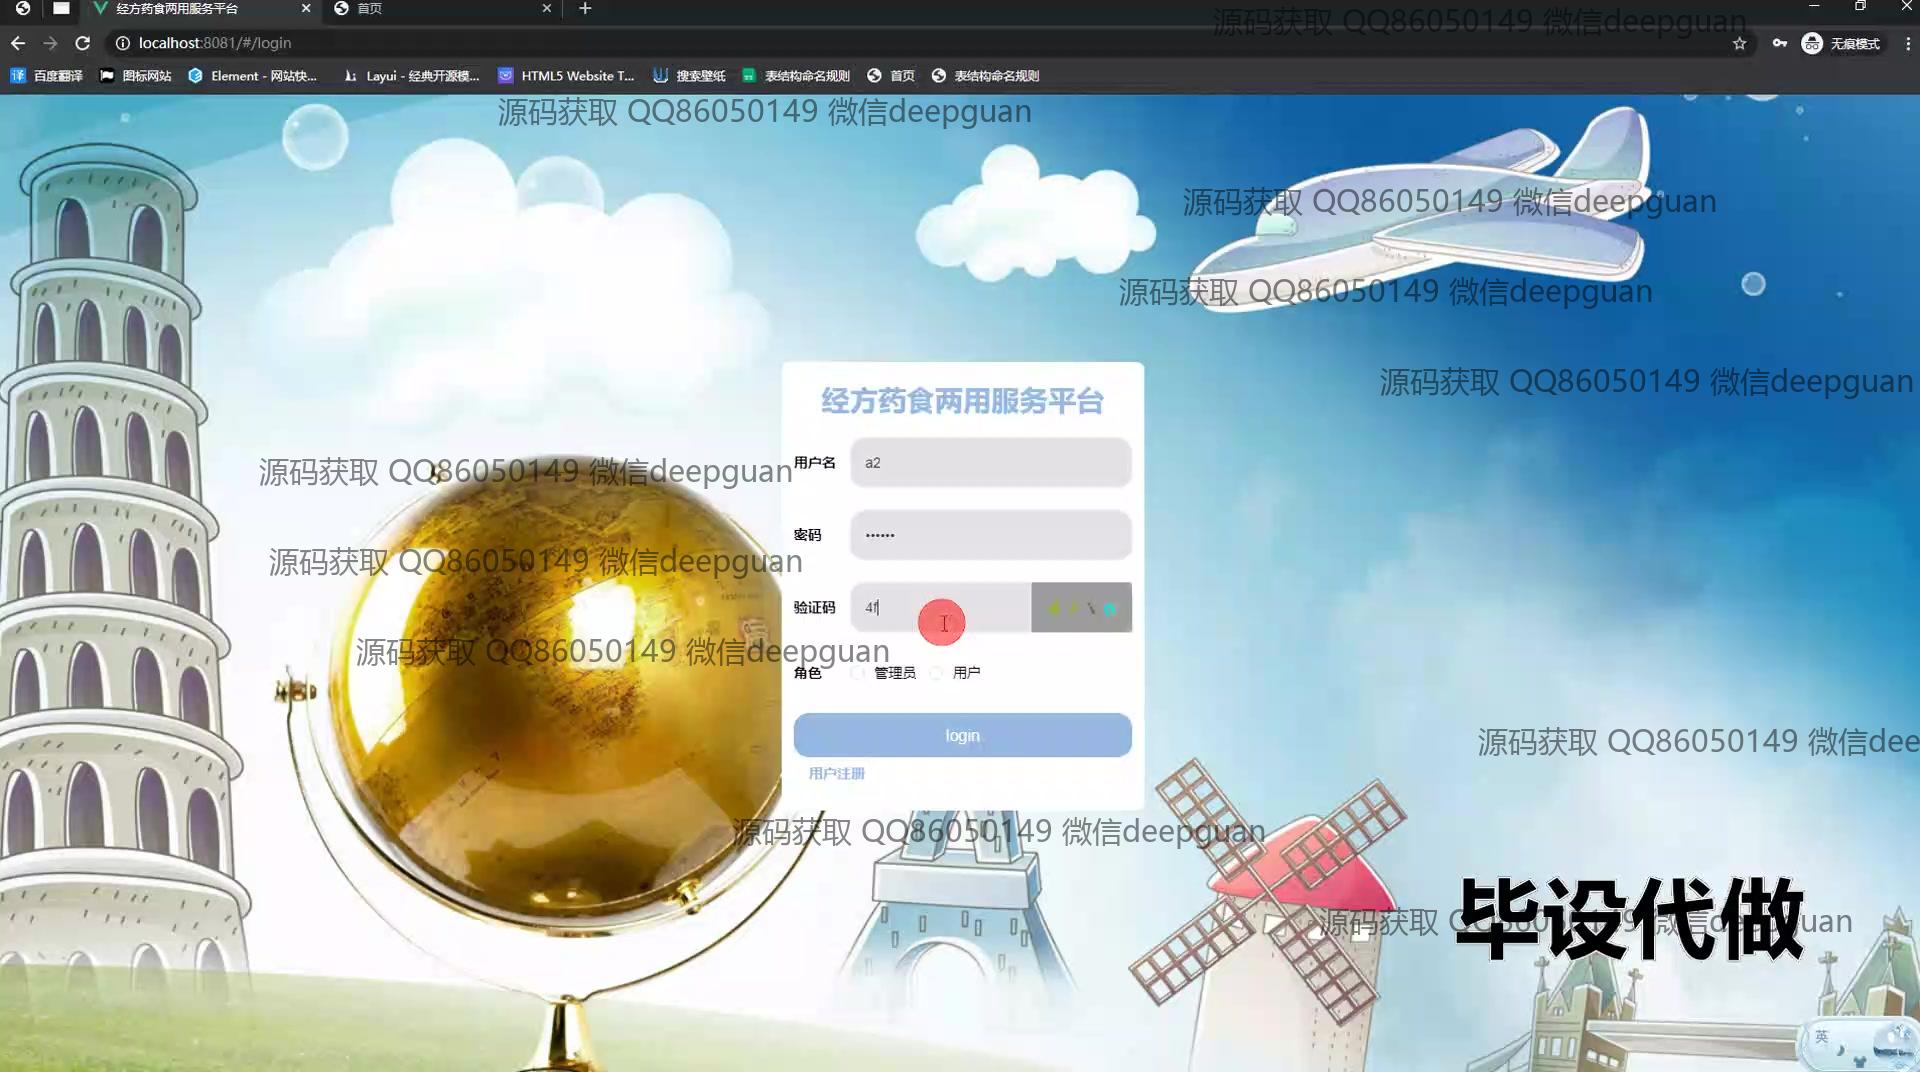 经方药食两用服务平台
首页
localhost:8081/#/login
无痕模式
译 百度翻译
图标网站
Element - 网站快...
Layui - 经典开源模...
HTML5 Website T...
搜索壁纸
表结构命名规则
首页
表结构命名规则
源码获取 QQ86050149 微信deepguan
源码获取 QQ86050149 微信deepguan
源码获取 QQ86050149 微信deepguan
源码获取 QQ86050149 微信deepguan
源码获取 QQ86050149 微信deepguan
经方药食两用服务平台
用户名 a2
源码获取 QQ86050149 微信deepguan
密码 ••••••
源码获取 QQ86050149 微信deepguan
验证码 4f
源码获取 QQ86050149 微信deepguan
角色 管理员 用户
login
源码获取 QQ86050149 微信dee
用户注册
源码获取 QQ86050149 微信deepguan
源码获取 QQ86050149 微信deepguan
毕设代做
英